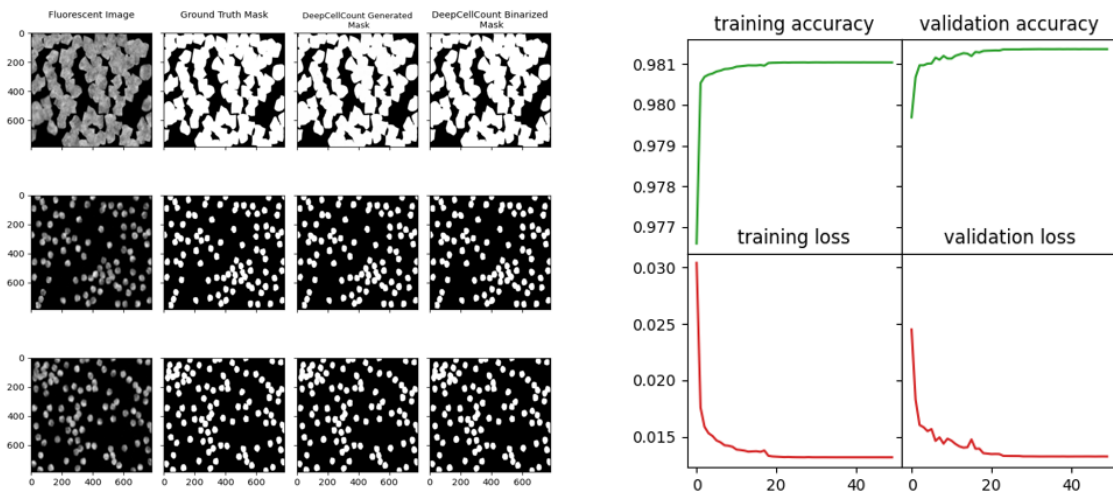 Fluorescent Image
Ground Truth Mask
DeepCellCount Generated
Mask
DeepCellCount Binarized
Mask
0
200
400
600
0
200
400
600
0
200
400
600
0 200 400 600
0 200 400 600
0 200 400 600
0 200 400 600
training accuracy
validation accuracy
0.981
0.980
0.979
0.978
0.977
training loss
validation loss
0.030
0.025
0.020
0.015
0 20 40
0 20 40